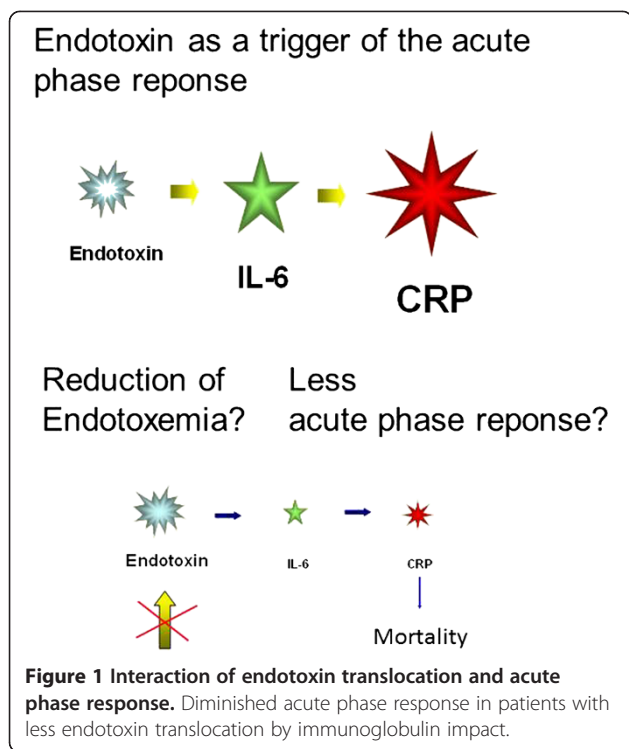 Endotoxin as a trigger of the acute
phase reponse
Endotoxin
IL-6
CRP
Reduction of
Endotoxemia?
Less
acute phase reponse?
Endotoxin
IL-6
CRP
Mortality
Figure 1 Interaction of endotoxin translocation and acute
phase response. Diminished acute phase response in patients with
less endotoxin translocation by immunoglobulin impact.